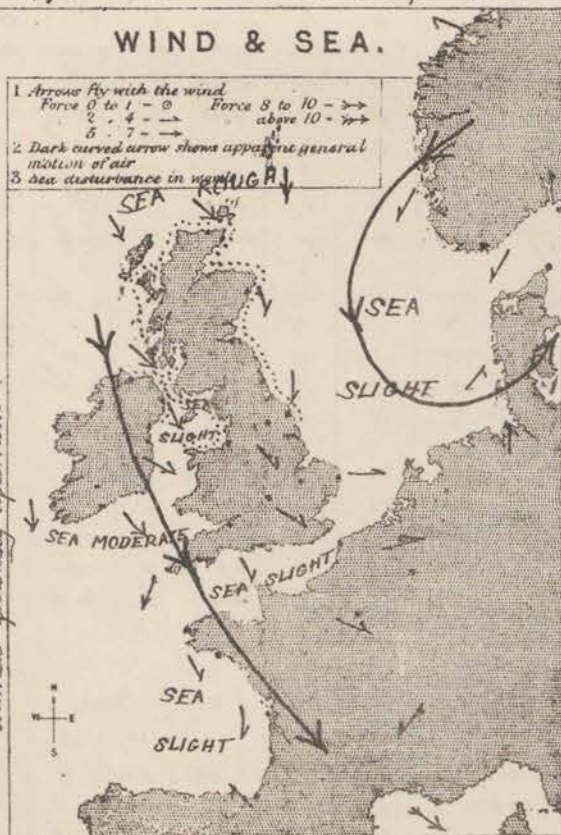 WIND & SEA.
1 Arrows fly with the wind
Force 0 to 1 - ⊙ Force 8 to 10 - ➳
2 . 4 - → above 10 - ➳
5 . 7 - →
2 Dark curved arrow shows apparent general
motion of air
3 Sea disturbance in
SEA ROUGH
SEA
SLIGHT
SEA
SLIGHT
SEA MODERATE
SEA SLIGHT
SEA
SLIGHT
N
W E
S